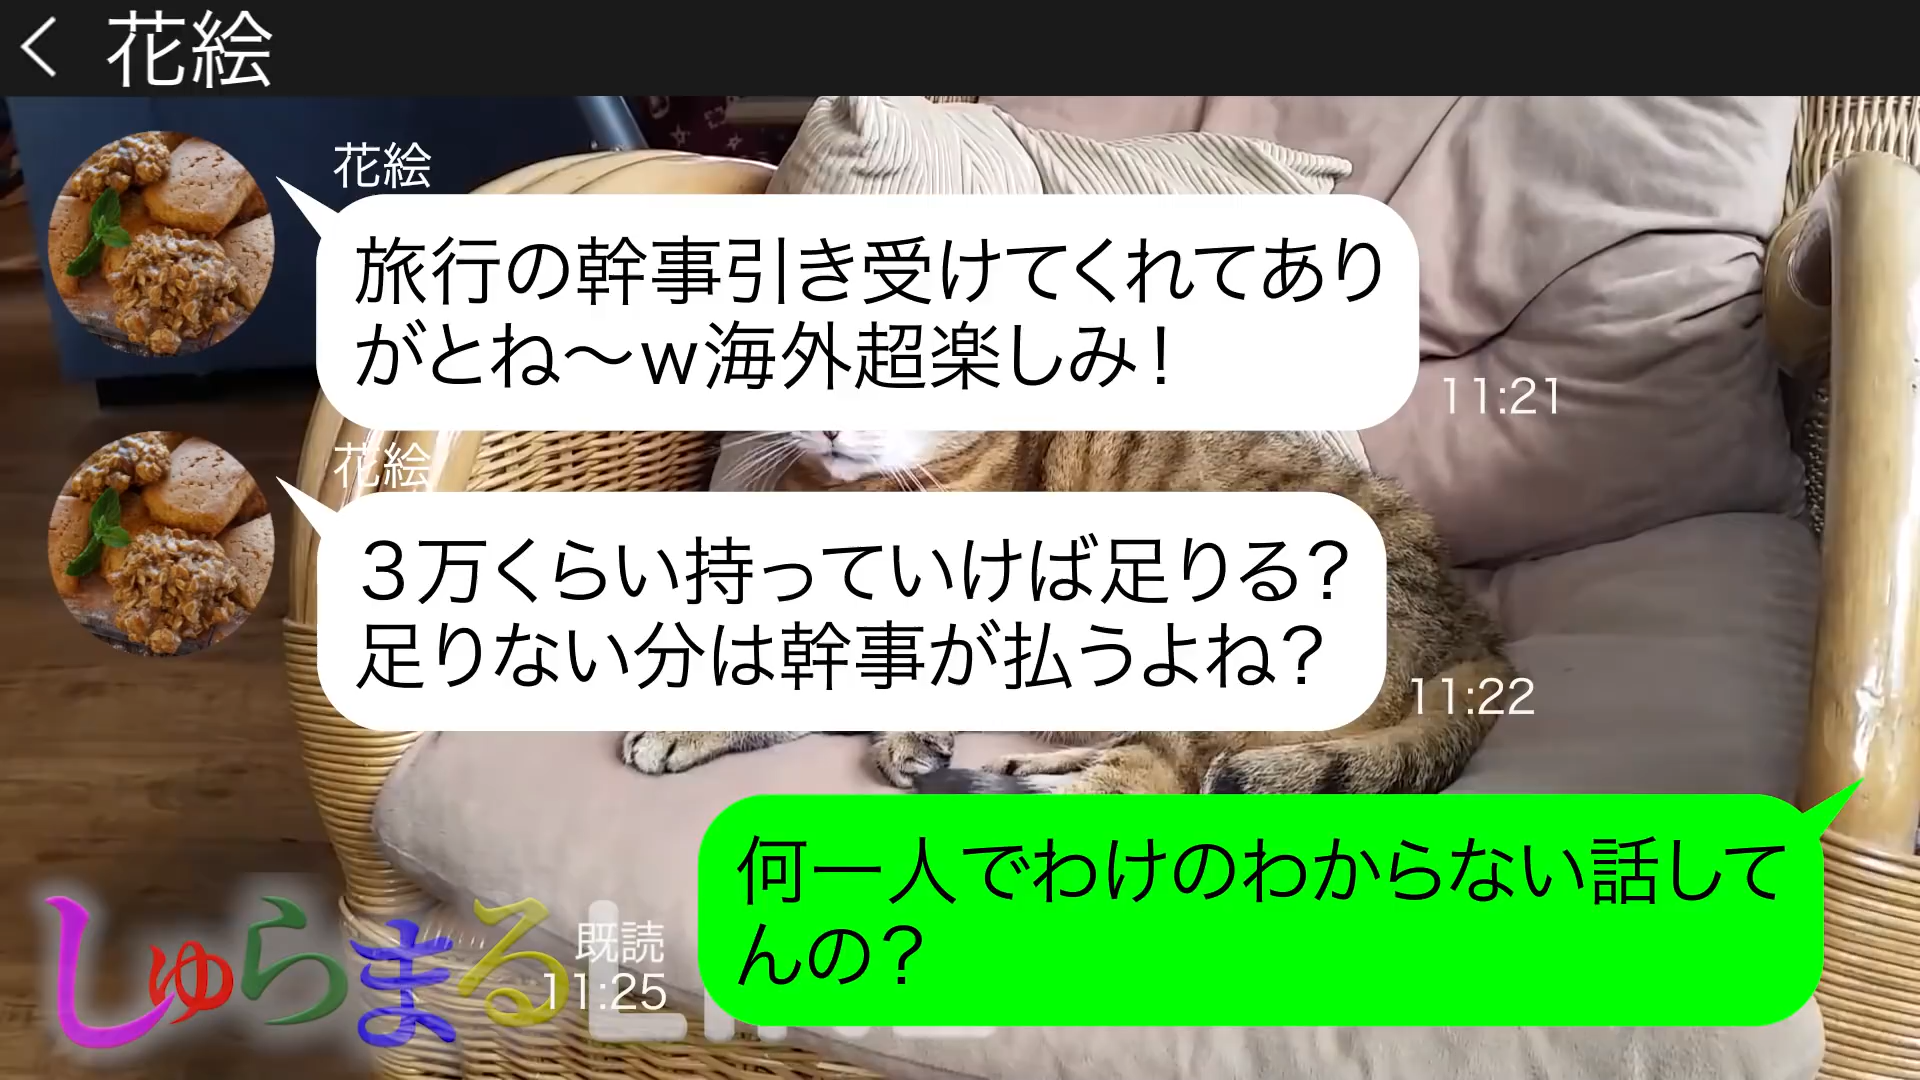 花絵
花絵
旅行の幹事引き受けてくれてあり
がとね～ｗ海外超楽しみ！
11:21
花絵
３万くらい持っていけば足りる？
足りない分は幹事が払うよね？
11:22
何一人でわけのわからない話して
んの？
既読
11:25
しゅらまる